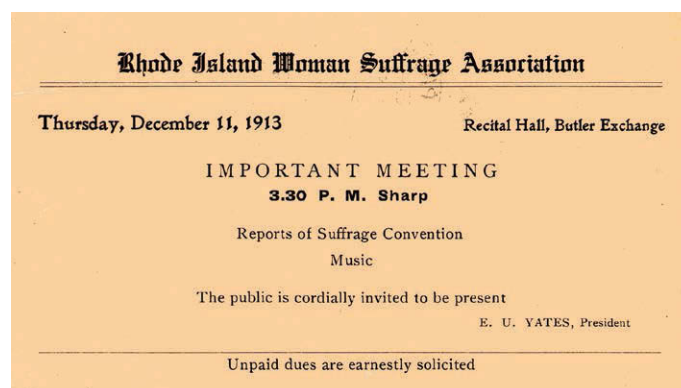 Rhode Island Woman Suffrage Association
Thursday, December 11, 1913 Recital Hall, Butler Exchange
IMPORTANT MEETING
3.30 P. M. Sharp
Reports of Suffrage Convention
Music
The public is cordially invited to be present
E. U. YATES, President
Unpaid dues are earnestly solicited